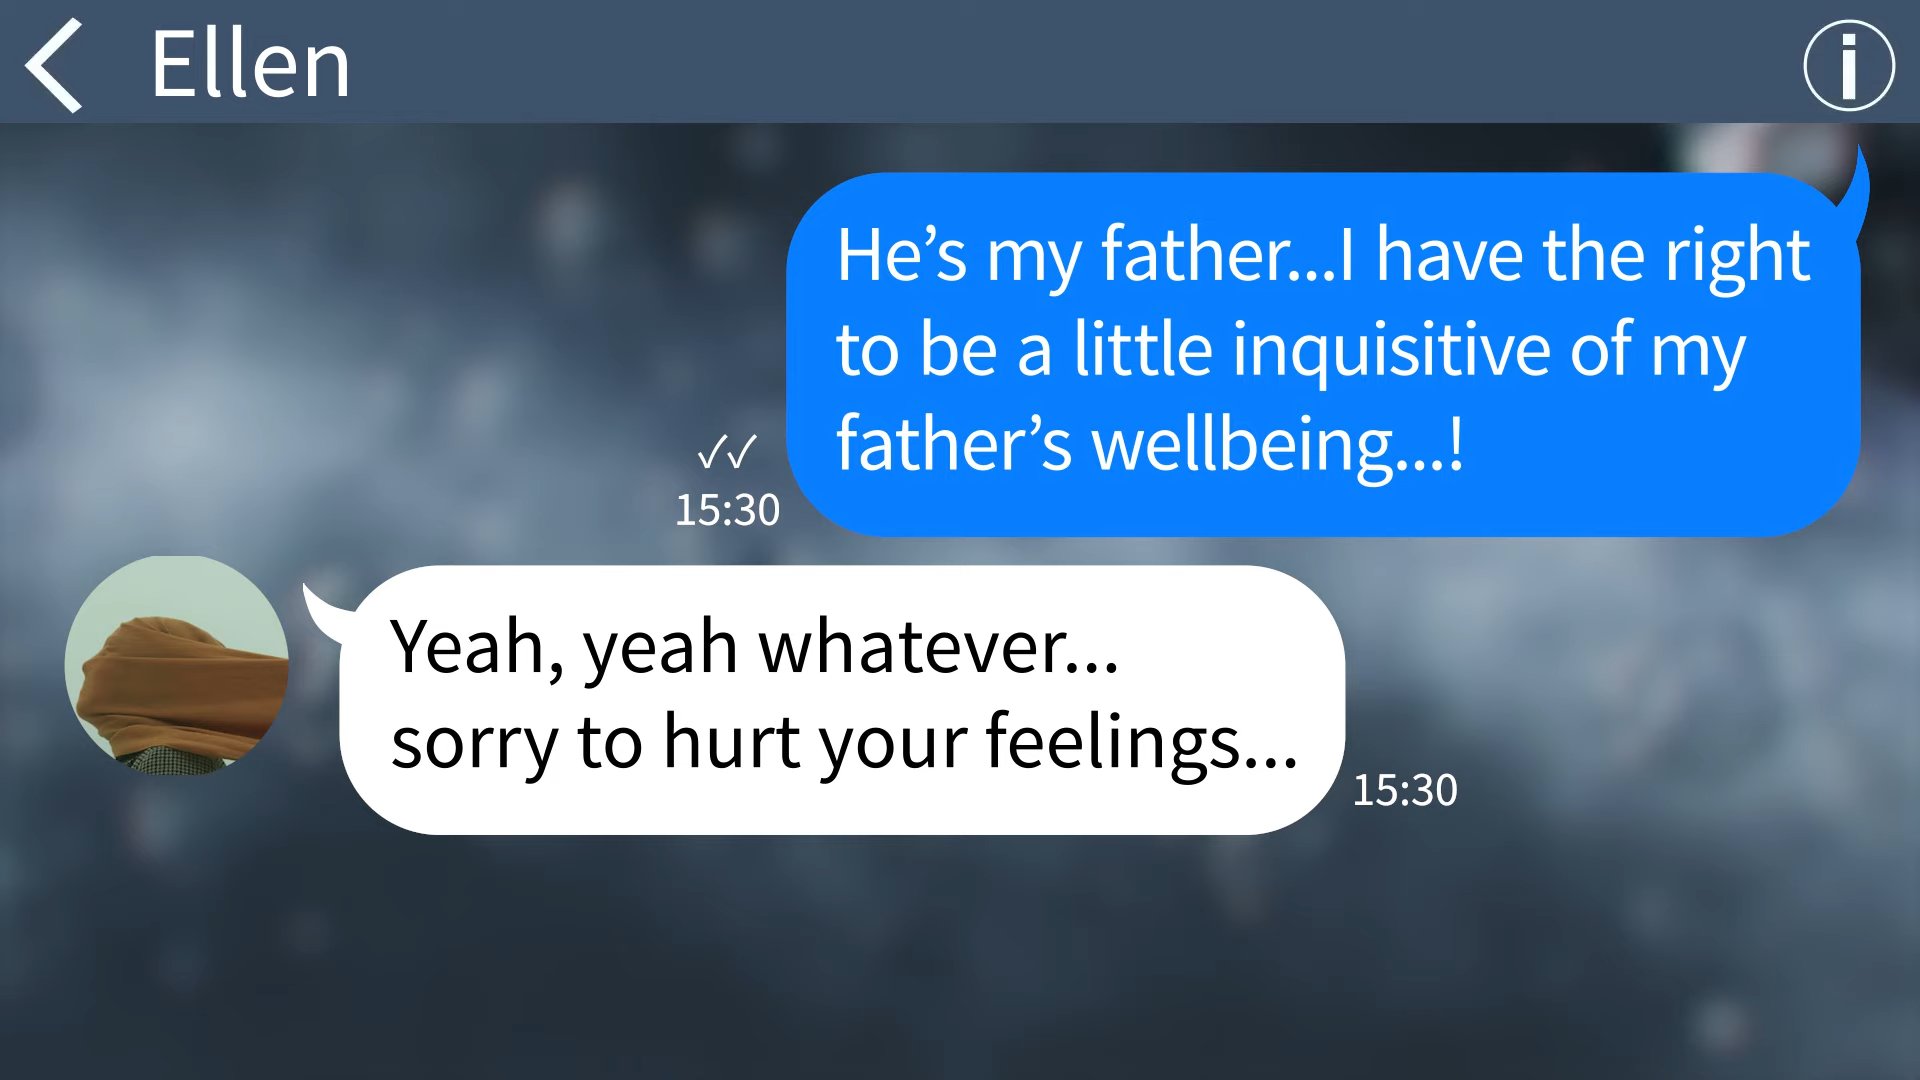 Ellen
He’s my father...I have the right
to be a little inquisitive of my
father’s wellbeing...!
15:30
Yeah, yeah whatever...
sorry to hurt your feelings...
15:30